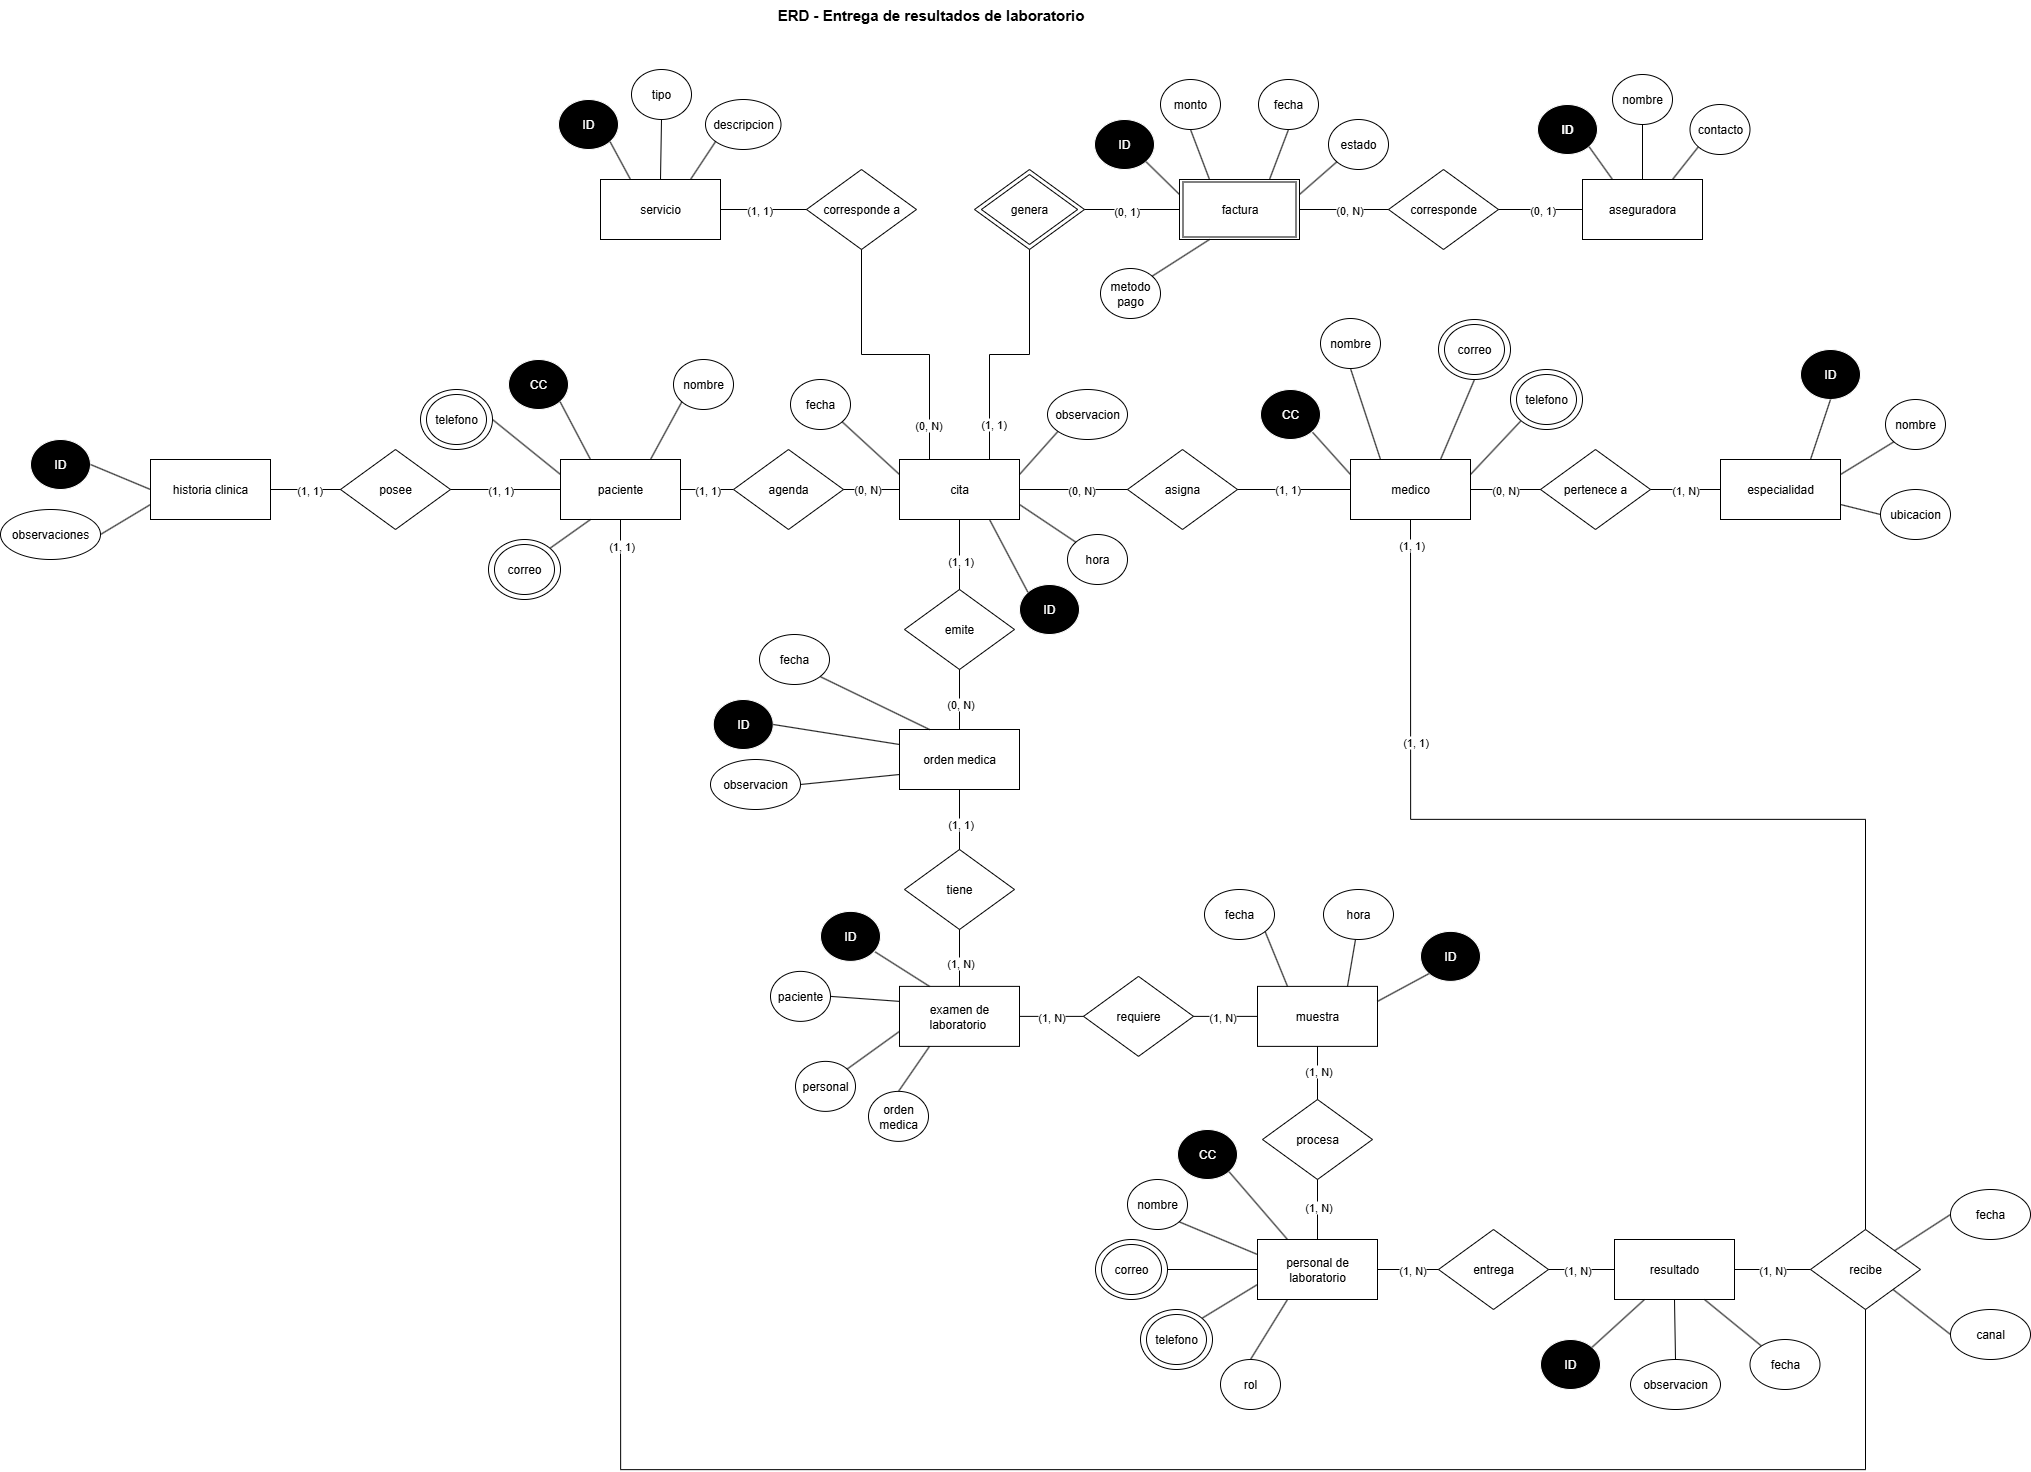 ERD - Entrega de resultados de laboratorio
ID
tipo
descripcion
servicio
(1, 1)
corresponde a
(0, N)
genera
(1, 1)
(0, 1)
ID
monto
fecha
estado
factura
metodo
pago
(0, N)
corresponde
(0, 1)
ID
nombre
contacto
aseguradora
ID
observaciones
historia clinica
(1, 1)
posee
(1, 1)
telefono
CC
nombre
paciente
correo
(1, 1)
(1, 1)
agenda
(0, N)
fecha
observacion
cita
hora
ID
(0, N)
asigna
(1, 1)
CC
nombre
correo
telefono
medico
(1, 1)
(1, 1)
(0, N)
pertenece a
(1, N)
ID
nombre
ubicacion
especialidad
(1, 1)
emite
(0, N)
fecha
ID
observacion
orden medica
(1, 1)
tiene
(1, N)
ID
paciente
personal
orden
medica
examen de
laboratorio
(1, N)
requiere
(1, N)
fecha
hora
ID
muestra
(1, N)
procesa
(1, N)
CC
nombre
correo
telefono
rol
personal de
laboratorio
(1, N)
entrega
(1, N)
resultado
ID
observacion
fecha
(1, N)
recibe
fecha
canal